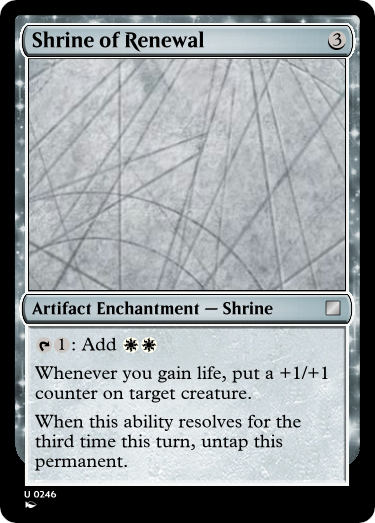 Shrine of Renewal 3
Artifact Enchantment — Shrine
1 : Add
Whenever you gain life, put a +1/+1
counter on target creature.
When this ability resolves for the
third time this turn, untap this
permanent.
U 0246